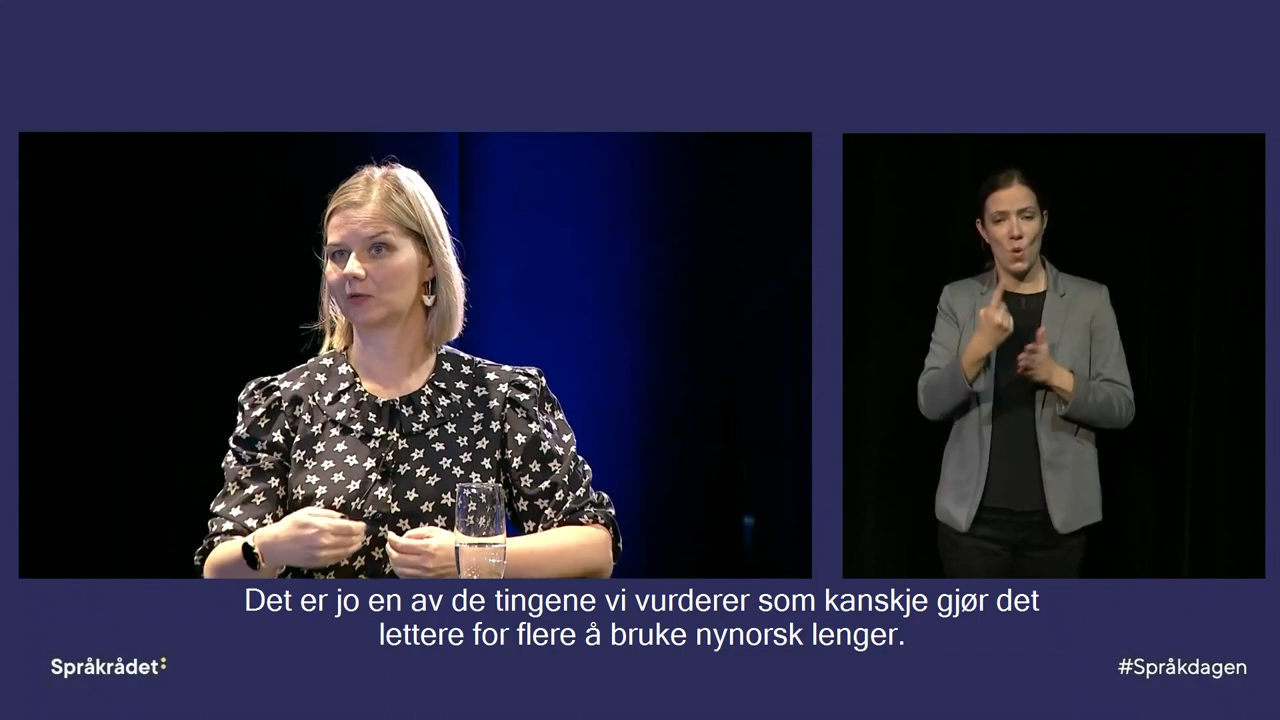 Det er jo en av de tingene vi vurderer som kanskje gjør det
lettere for flere å bruke nynorsk lenger.
Språkrådet:
#Språkdagen